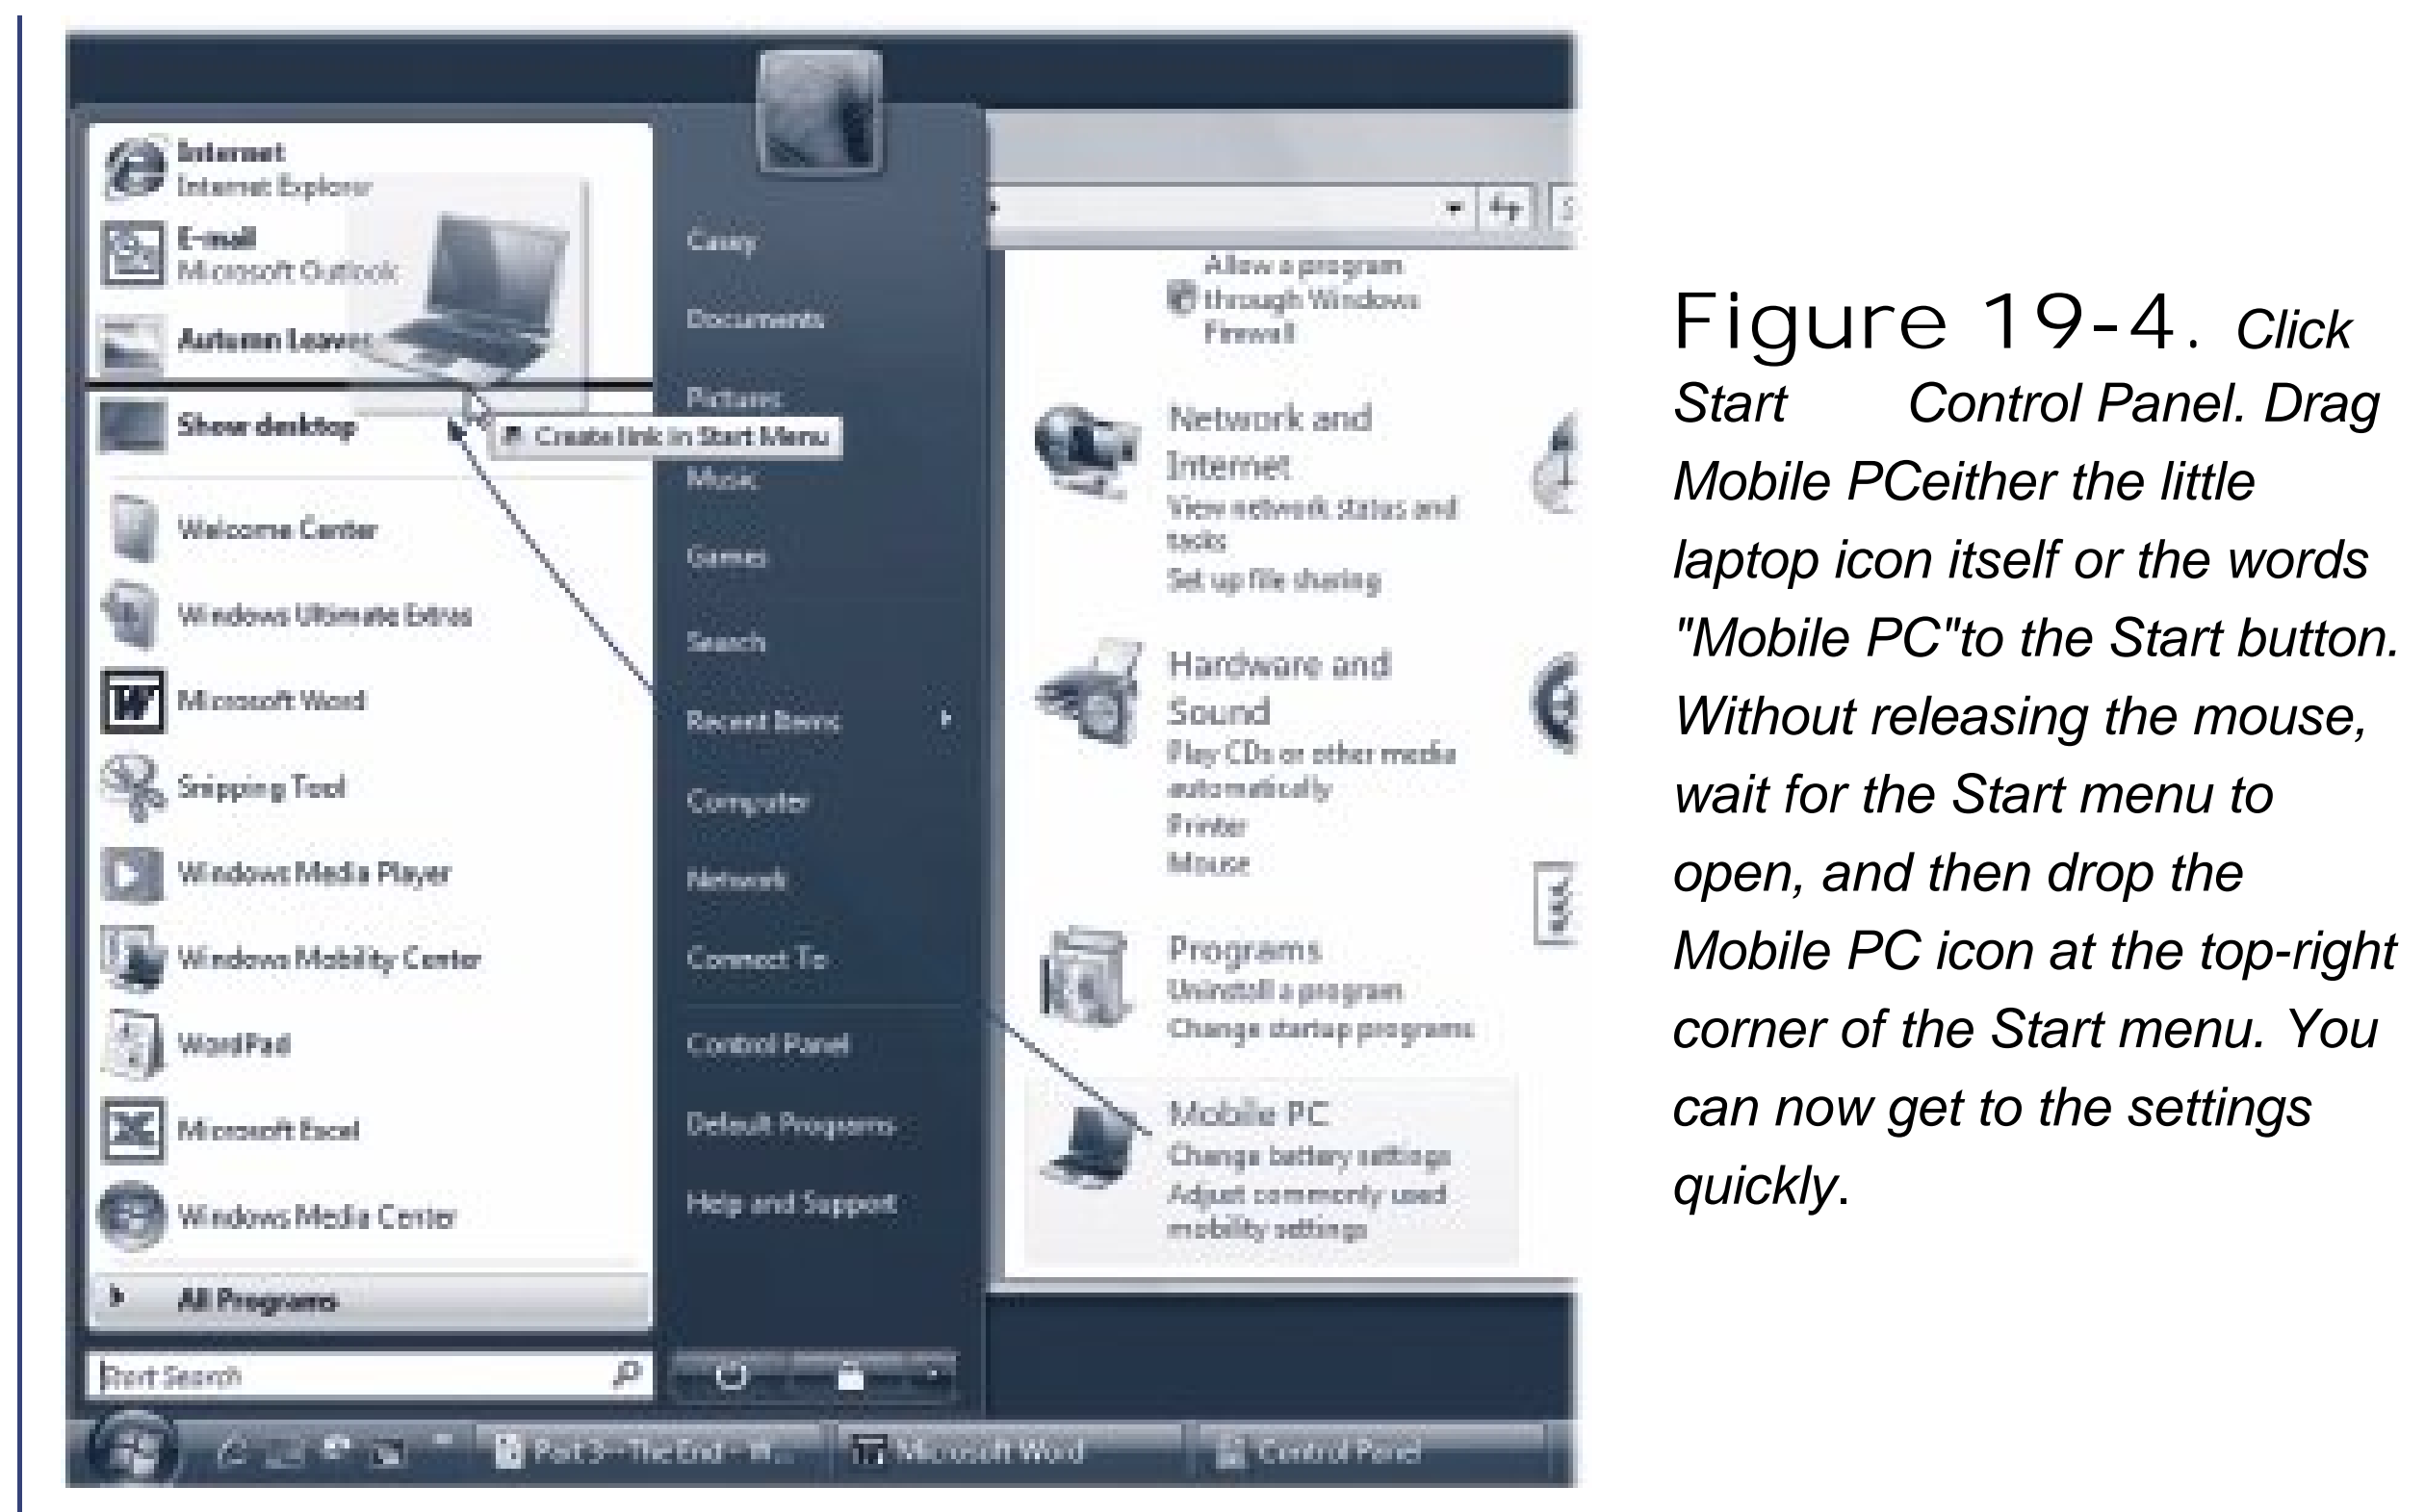 Internet
Internet Explorer
E-mail
Microsoft Outlook
Autumn Leaves
Show desktop
Create link in Start Menu
Welcome Center
Windows Ultimate Extras
Microsoft Word
Snipping Tool
Windows Media Player
Windows Mobility Center
WordPad
Microsoft Excel
Windows Media Center
All Programs
Start Search
Casey
Documents
Pictures
Music
Games
Search
Recent Items
Computer
Network
Connect To
Control Panel
Default Programs
Help and Support
Allow a program
through Windows
Firewall
Network and
Internet
View network status and
tasks
Set up file sharing
Hardware and
Sound
Play CDs or other media
automatically
Printer
Mouse
Programs
Uninstall a program
Change startup programs
Mobile PC
Change battery settings
Adjust commonly used
mobility settings
Part 3--The End - W...
Microsoft Word
Control Panel
Figure 19-4. Click
Start Control Panel. Drag
Mobile PCeither the little
laptop icon itself or the words
"Mobile PC"to the Start button.
Without releasing the mouse,
wait for the Start menu to
open, and then drop the
Mobile PC icon at the top-right
corner of the Start menu. You
can now get to the settings
quickly.